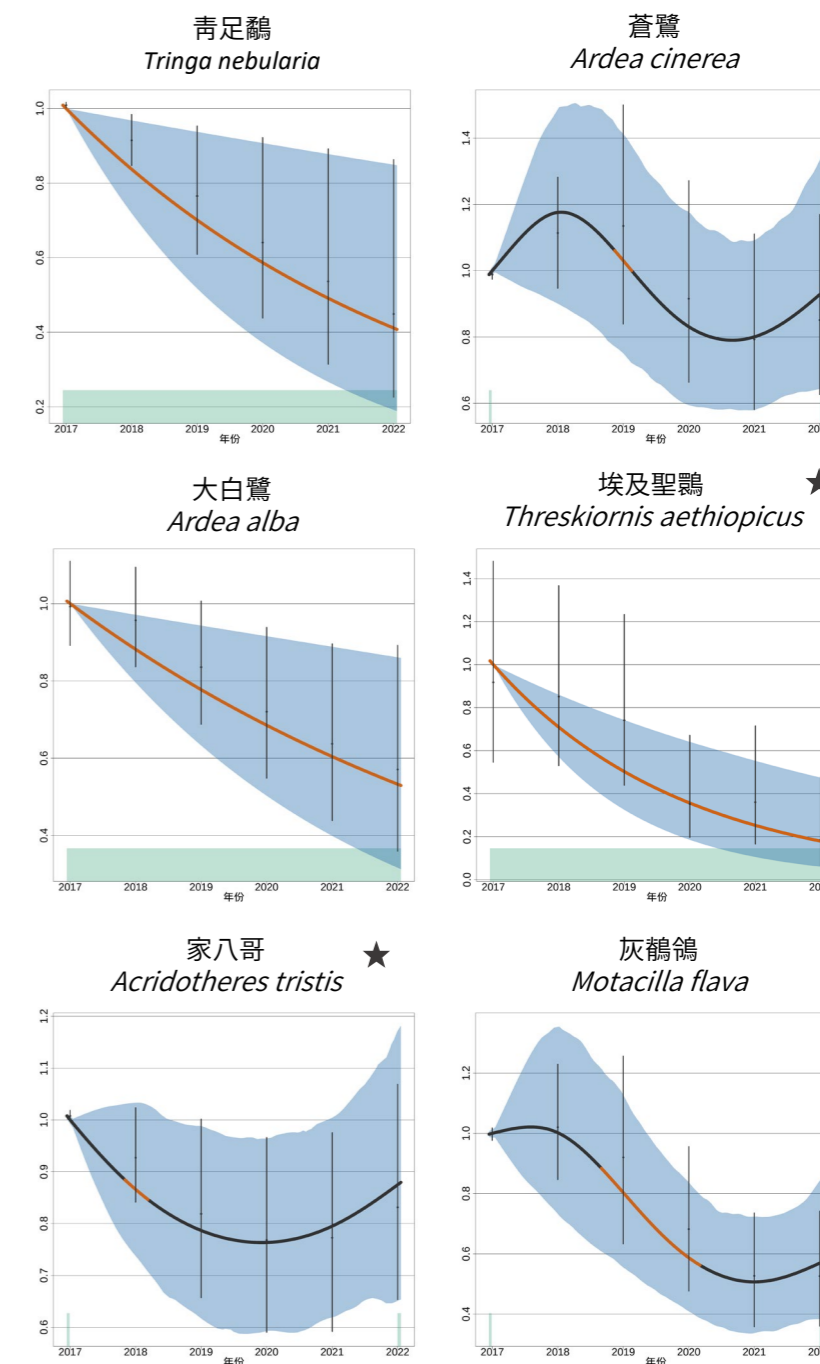 青足鷸
Tringa nebularia
1.0
0.8
0.6
0.4
0.2
2017 2018 2019 2020 2021 2022
年份
蒼鷺
Ardea cinerea
1.4
1.2
1.0
0.8
0.6
2017 2018 2019 2020 2021
年份
大白鷺
Ardea alba
1.0
0.8
0.6
0.4
2017 2018 2019 2020 2021 2022
年份
埃及聖䴉
Threskiornis aethiopicus
1.4
1.2
1.0
0.8
0.6
0.4
0.2
0.0
2017 2018 2019 2020 2021
年份
家八哥
Acridotheres tristis
1.2
1.1
1.0
0.9
0.8
0.7
0.6
2017 2018 2019 2020 2021 2022
年份
灰鶺鴒
Motacilla flava
1.2
1.0
0.8
0.6
0.4
2017 2018 2019 2020 2021
年份